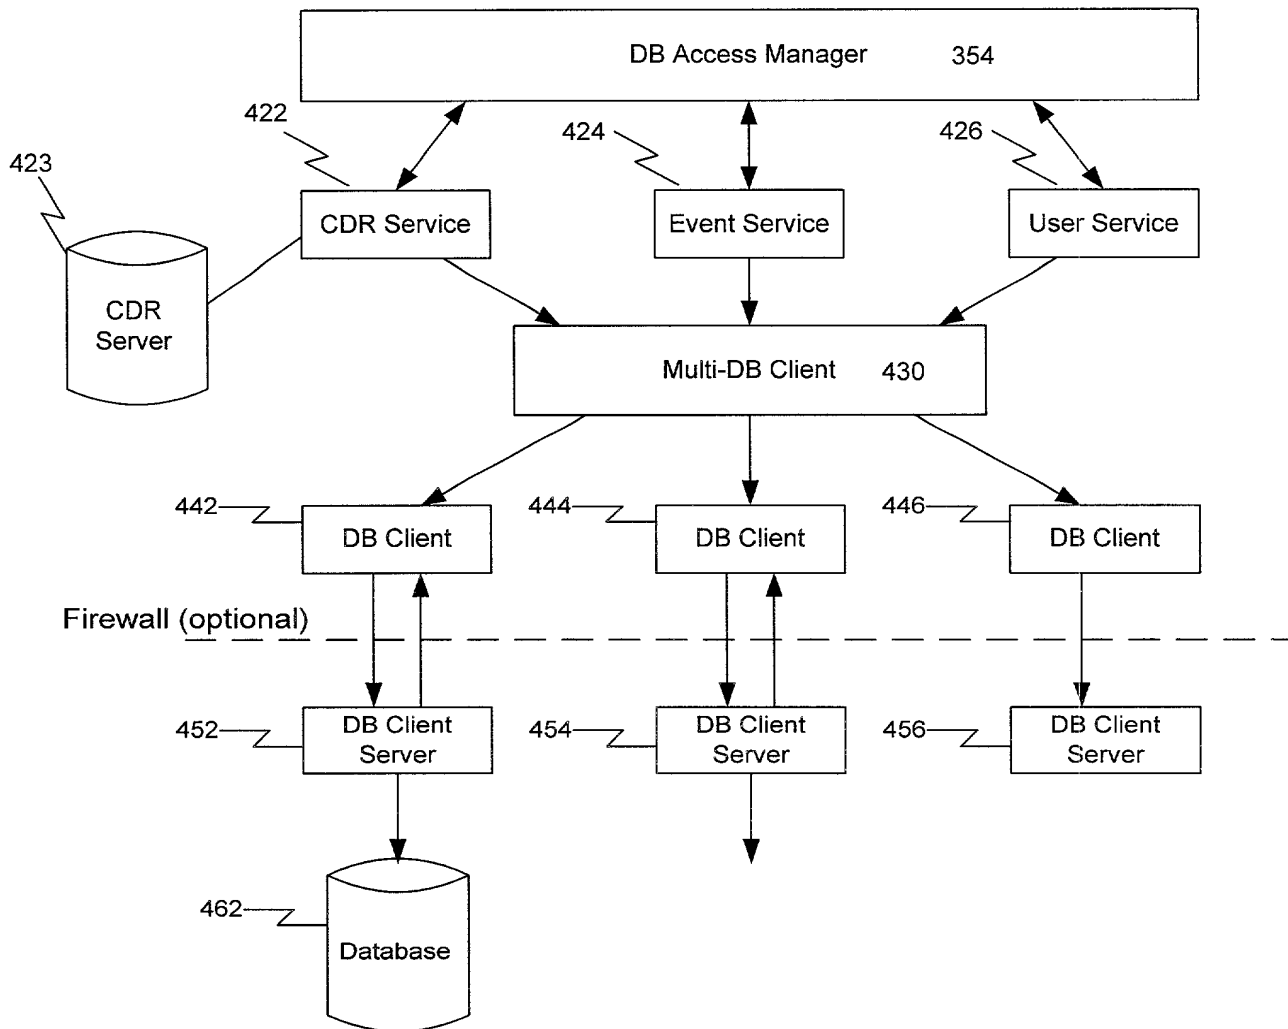 DB Access Manager 354
422
424
426
423
CDR Service
Event Service
User Service
CDR
Server
Multi-DB Client 430
442
444
446
DB Client
DB Client
DB Client
Firewall (optional)
452
DB Client
Server
454
DB Client
Server
456
DB Client
Server
462
Database